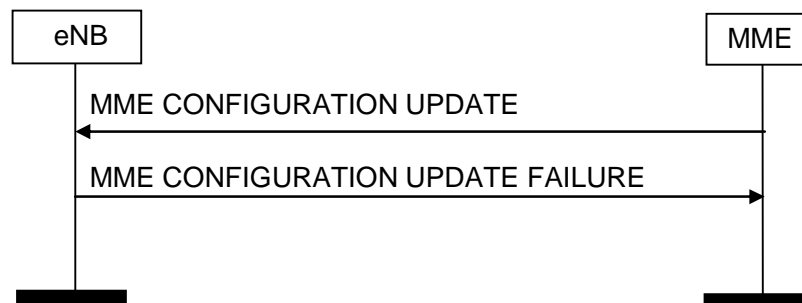 eNB
MME
MME CONFIGURATION UPDATE
MME CONFIGURATION UPDATE FAILURE